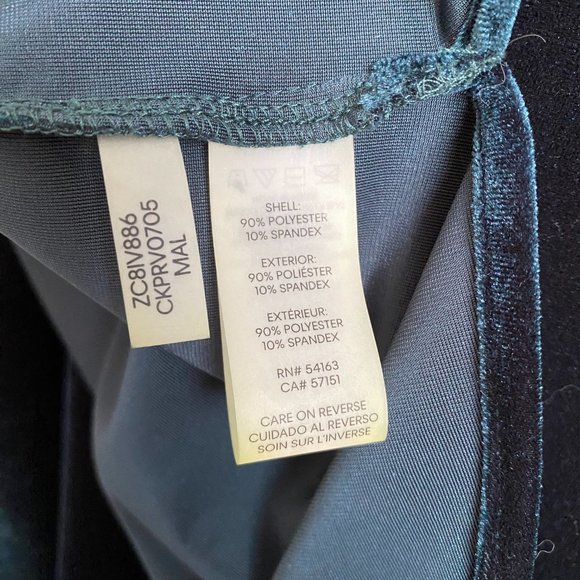 ZC8IV886
CKPRV0705
MAL
SHELL:
90% POLYESTER
10% SPANDEX
EXTERIOR:
90% POLIÉSTER
10% SPANDEX
EXTÉRIEUR:
90% POLYESTER
10% SPANDEX
RN# 54163
CA# 57151
CARE ON REVERSE
CUIDADO AL REVERSO
SOIN SUR L'INVERSE